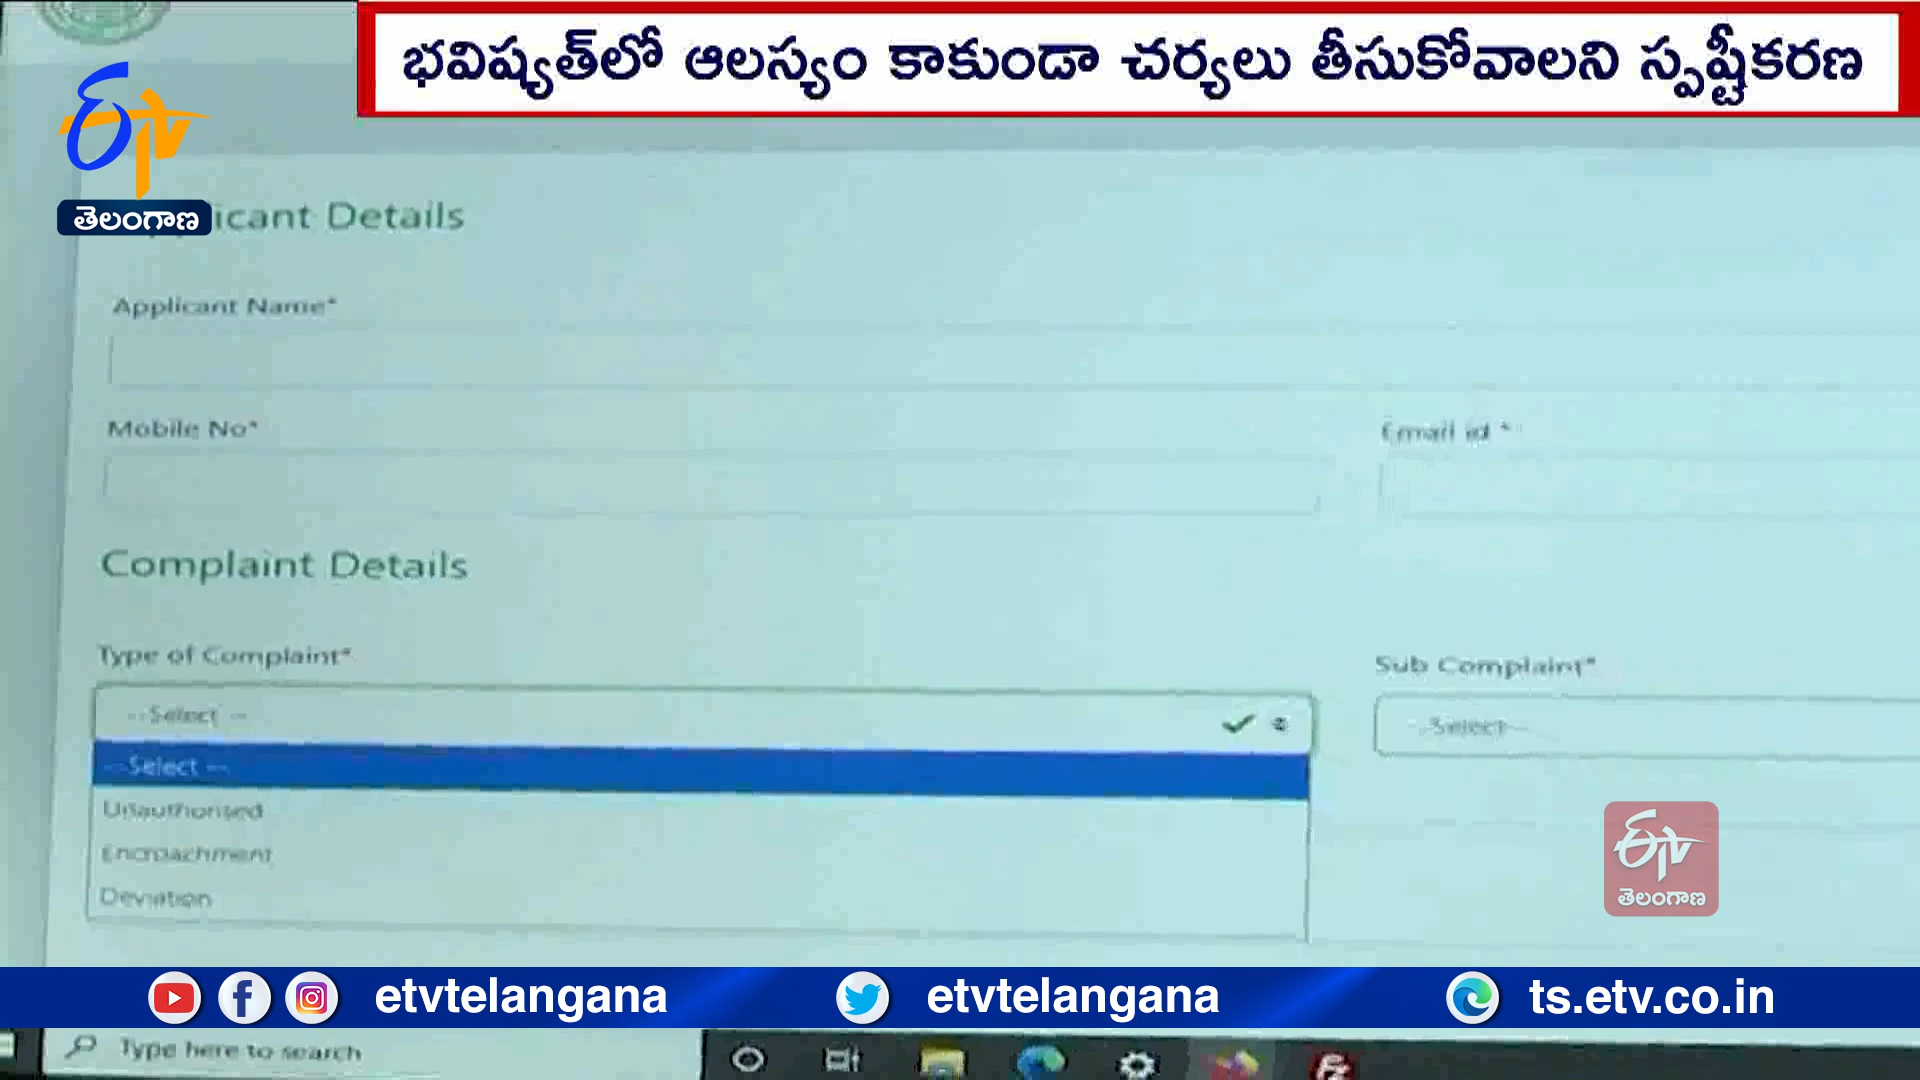 భవిష్యత్‌లో ఆలస్యం కాకుండా చర్యలు తీసుకోవాలని స్పష్టీకరణ
ETV
తెలంగాణ
icant Details
Applicant Name*
Mobile No*
Email id *
Complaint Details
Type of Complaint*
Sub Complaint*
--Select --
--Select--
--Select --
Unauthorised
Encroachment
Deviation
ETV
తెలంగాణ
etvtelangana
etvtelangana
ts.etv.co.in
Type here to search